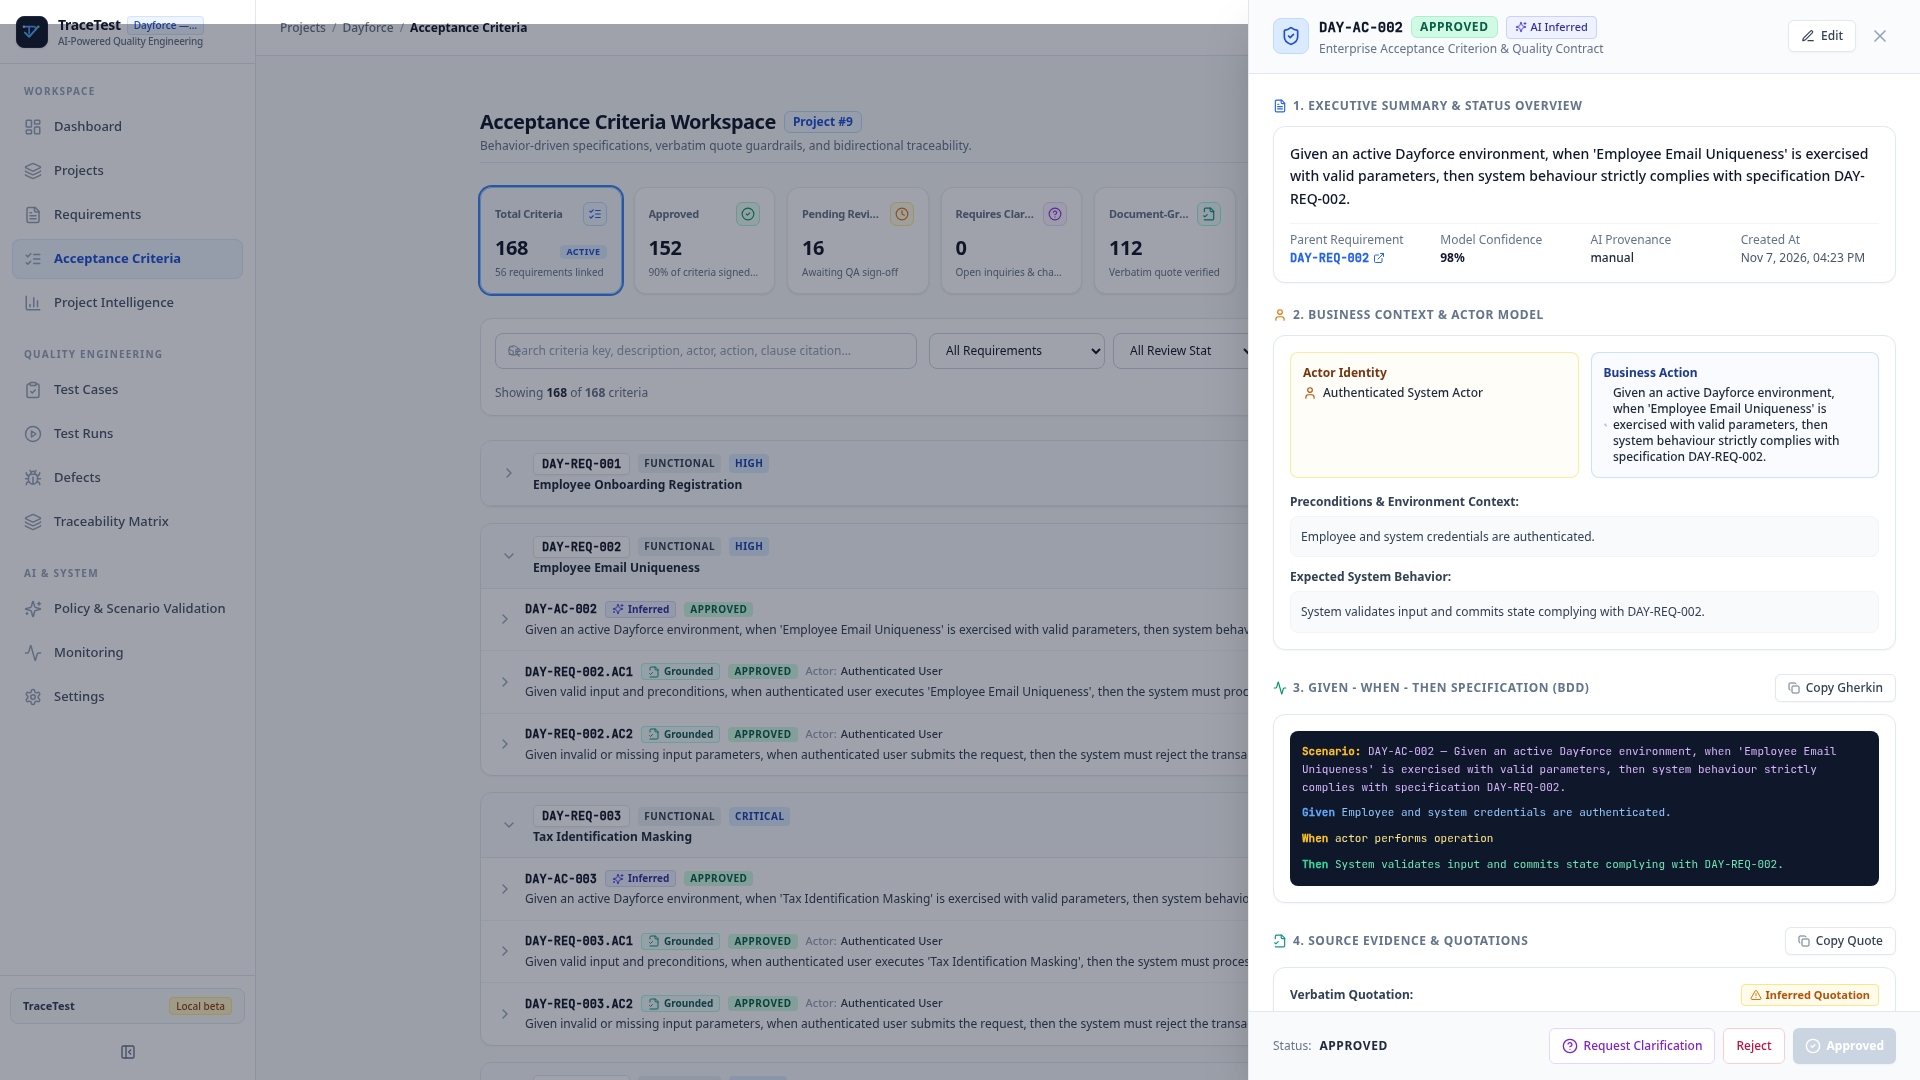 TraceTest
Dayforce —...
AI-Powered Quality Engineering
WORKSPACE
Dashboard
Projects
Requirements
Acceptance Criteria
Project Intelligence
QUALITY ENGINEERING
Test Cases
Test Runs
Defects
Traceability Matrix
AI & SYSTEM
Policy & Scenario Validation
Monitoring
Settings
TraceTest
Local beta
Projects / Dayforce / Acceptance Criteria
Acceptance Criteria Workspace
Project #9
Behavior-driven specifications, verbatim quote guardrails, and bidirectional traceability.
Total Criteria
168
ACTIVE
56 requirements linked
Approved
152
90% of criteria signed...
Pending Revi...
16
Awaiting QA sign-off
Requires Clar...
0
Open inquiries & cha...
Document-Gr...
112
Verbatim quote verified
Search criteria key, description, actor, action, clause citation...
All Requirements
All Review Stat
Showing 168 of 168 criteria
DAY-REQ-001 FUNCTIONAL HIGH
Employee Onboarding Registration
DAY-REQ-002 FUNCTIONAL HIGH
Employee Email Uniqueness
DAY-AC-002 Inferred APPROVED
Given an active Dayforce environment, when 'Employee Email Uniqueness' is exercised with valid parameters, then system behav
DAY-REQ-002.AC1 Grounded APPROVED Actor: Authenticated User
Given valid input and preconditions, when authenticated user executes 'Employee Email Uniqueness', then the system must proc
DAY-REQ-002.AC2 Grounded APPROVED Actor: Authenticated User
Given invalid or missing input parameters, when authenticated user submits the request, then the system must reject the transa
DAY-REQ-003 FUNCTIONAL CRITICAL
Tax Identification Masking
DAY-AC-003 Inferred APPROVED
Given an active Dayforce environment, when 'Tax Identification Masking' is exercised with valid parameters, then system behavio
DAY-REQ-003.AC1 Grounded APPROVED Actor: Authenticated User
Given valid input and preconditions, when authenticated user executes 'Tax Identification Masking', then the system must proces
DAY-REQ-003.AC2 Grounded APPROVED Actor: Authenticated User
Given invalid or missing input parameters, when authenticated user submits the request, then the system must reject the transa
DAY-AC-002 APPROVED AI Inferred
Enterprise Acceptance Criterion & Quality Contract
Edit
1. EXECUTIVE SUMMARY & STATUS OVERVIEW
Given an active Dayforce environment, when 'Employee Email Uniqueness' is exercised
with valid parameters, then system behaviour strictly complies with specification DAY-
REQ-002.
Parent Requirement
DAY-REQ-002
Model Confidence
98%
AI Provenance
manual
Created At
Nov 7, 2026, 04:23 PM
2. BUSINESS CONTEXT & ACTOR MODEL
Actor Identity
Authenticated System Actor
Business Action
Given an active Dayforce environment,
when 'Employee Email Uniqueness' is
exercised with valid parameters, then
system behaviour strictly complies with
specification DAY-REQ-002.
Preconditions & Environment Context:
Employee and system credentials are authenticated.
Expected System Behavior:
System validates input and commits state complying with DAY-REQ-002.
3. GIVEN - WHEN - THEN SPECIFICATION (BDD)
Copy Gherkin
Scenario: DAY-AC-002 — Given an active Dayforce environment, when 'Employee Email
Uniqueness' is exercised with valid parameters, then system behaviour strictly
complies with specification DAY-REQ-002.
Given Employee and system credentials are authenticated.
When actor performs operation
Then System validates input and commits state complying with DAY-REQ-002.
4. SOURCE EVIDENCE & QUOTATIONS
Copy Quote
Verbatim Quotation:
Inferred Quotation
Status: APPROVED
Request Clarification
Reject
Approved